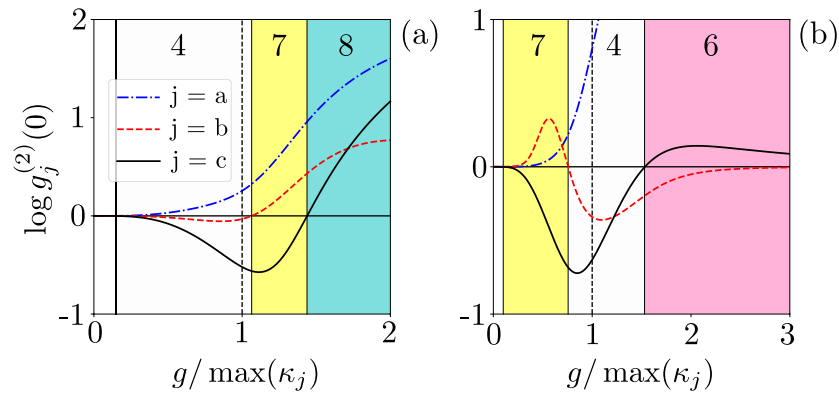 2
1
0
-1
log g_j^{(2)}(0)
4 7 8
(a)
j = a
j = b
j = c
0 1 2
g/ max(κ_j)
1
0
-1
7 4 6
(b)
0 1 2 3
g/ max(κ_j)